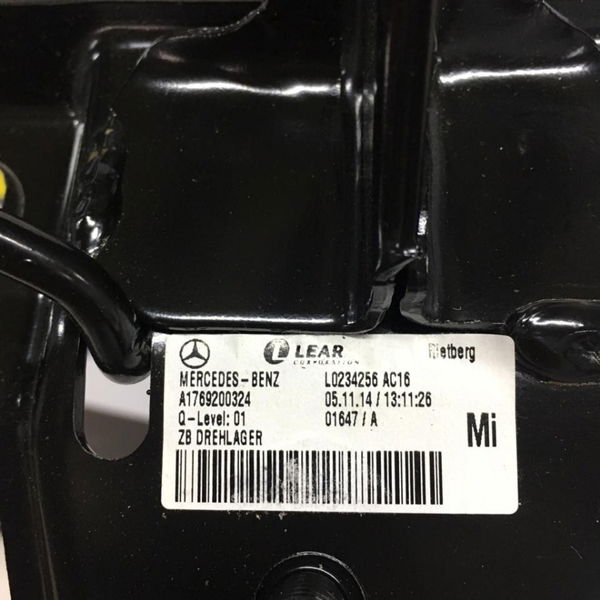 LEAR Rietberg
CORPORATION
MERCEDES-BENZ L0234256 AC16
A1769200324 05.11.14 / 13:11:26
Q-Level: 01 01647 / A
ZB DREHLAGER Mi